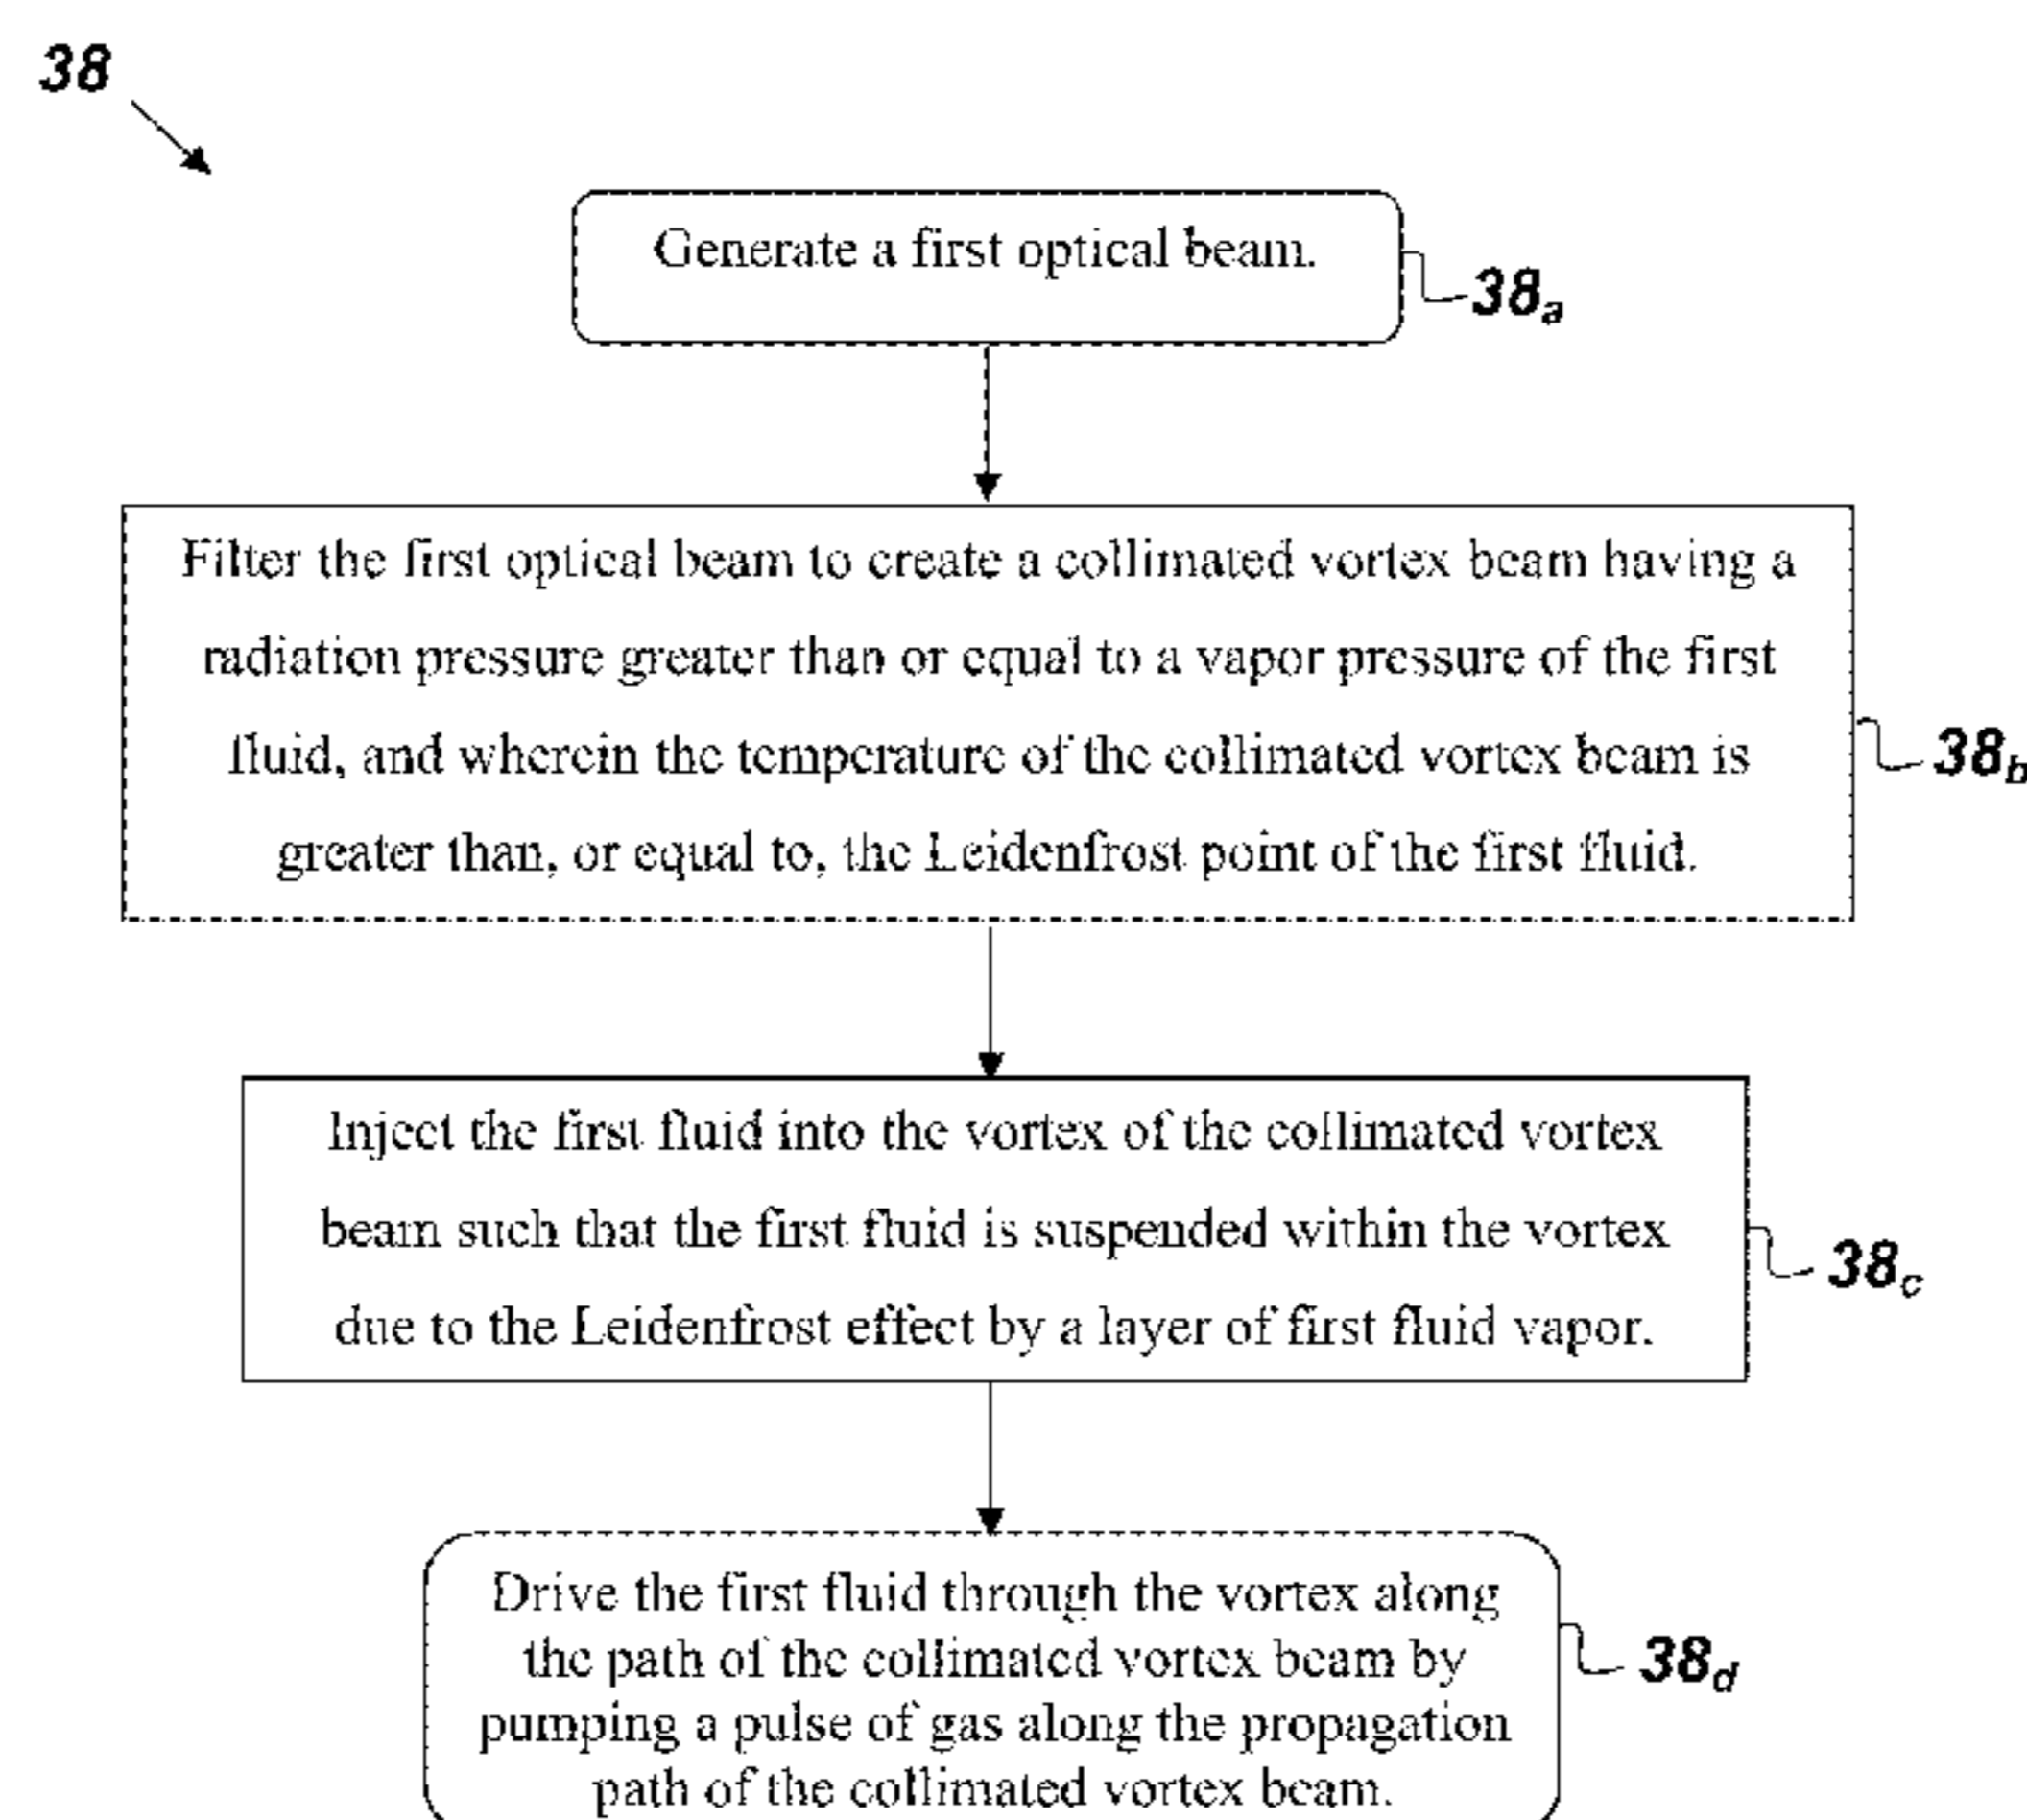 38
Generate a first optical beam.
38a
Filter the first optical beam to create a collimated vortex beam having a
radiation pressure greater than or equal to a vapor pressure of the first
fluid, and wherein the temperature of the collimated vortex beam is
greater than, or equal to, the Leidenfrost point of the first fluid.
38b
Inject the first fluid into the vortex of the collimated vortex
beam such that the first fluid is suspended within the vortex
due to the Leidenfrost effect by a layer of first fluid vapor.
38c
Drive the first fluid through the vortex along
the path of the collimated vortex beam by
pumping a pulse of gas along the propagation
path of the collimated vortex beam.
38d